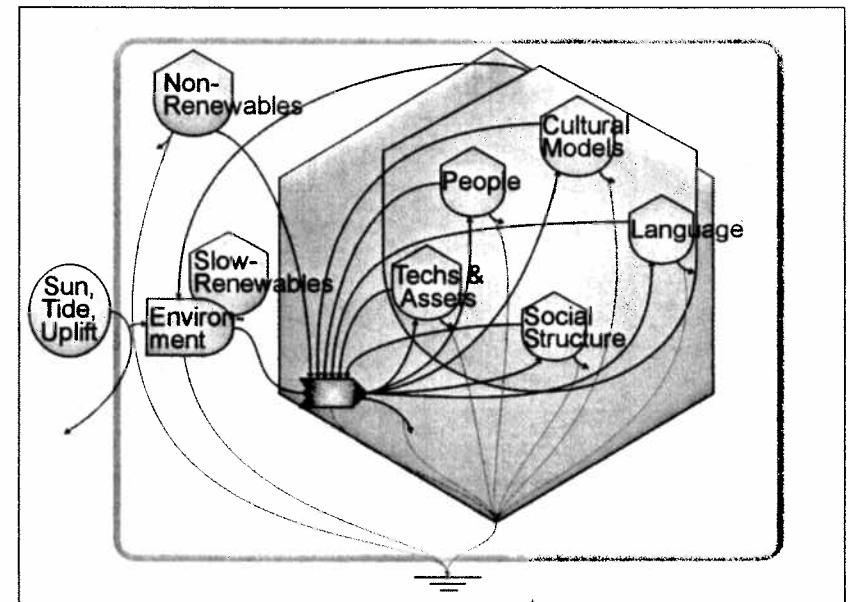 Non-
Renewables
Cultural
Models
People
Language
Slow-
Renewables
Techs &
Assets
Sun,
Tide,
Uplift
Environ-
ment
Social
Structure